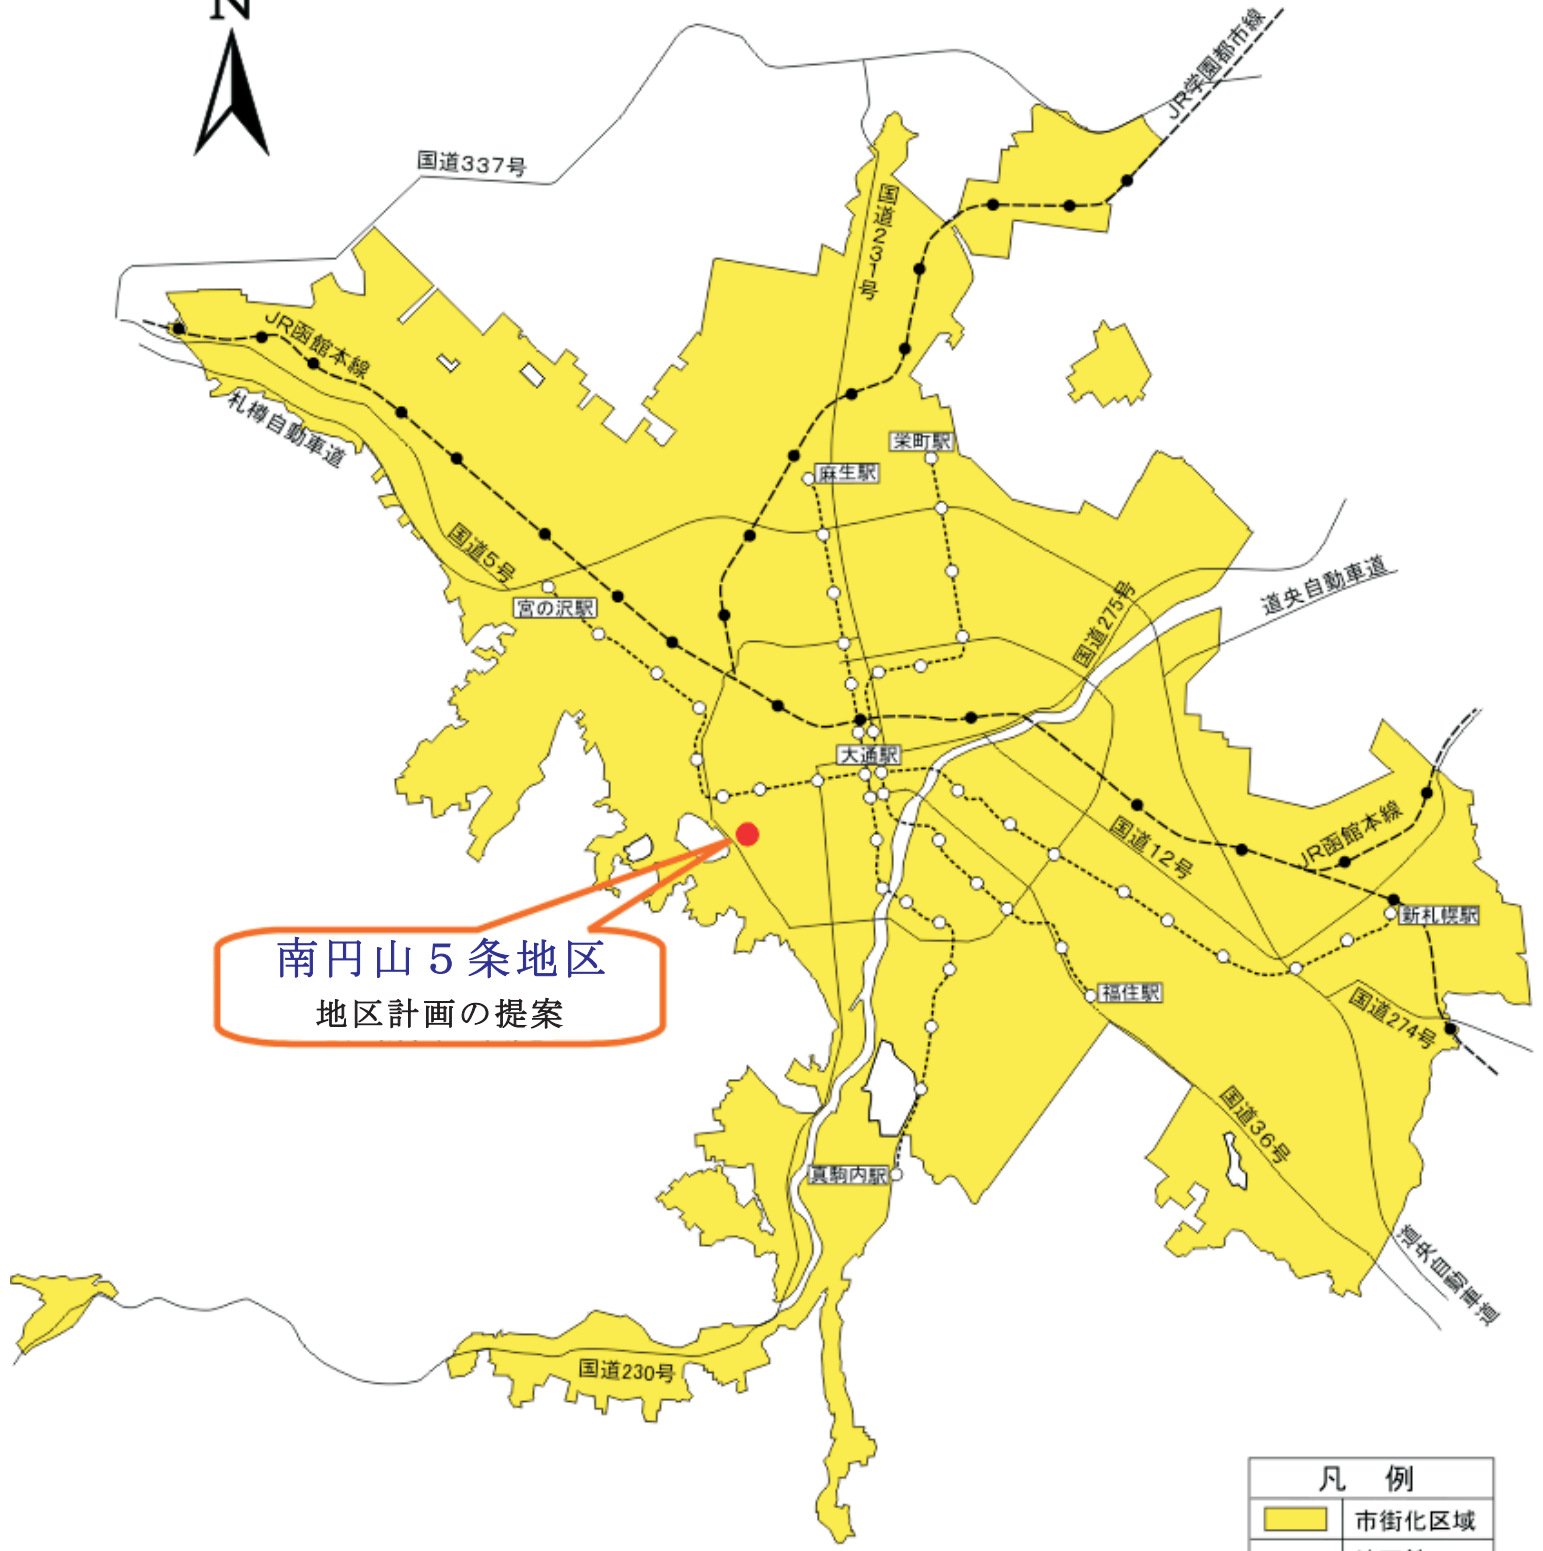 N
JR学園都市線
国道337号
国道231号
JR函館本線
札樽自動車道
栄町駅
麻生駅
国道5号
宮の沢駅
国道275号
道央自動車道
大通駅
国道12号
JR函館本線
新札幌駅
南円山５条地区
地区計画の提案
福住駅
国道274号
国道36号
真駒内駅
道央自動車道
国道230号
凡 例
市街化区域